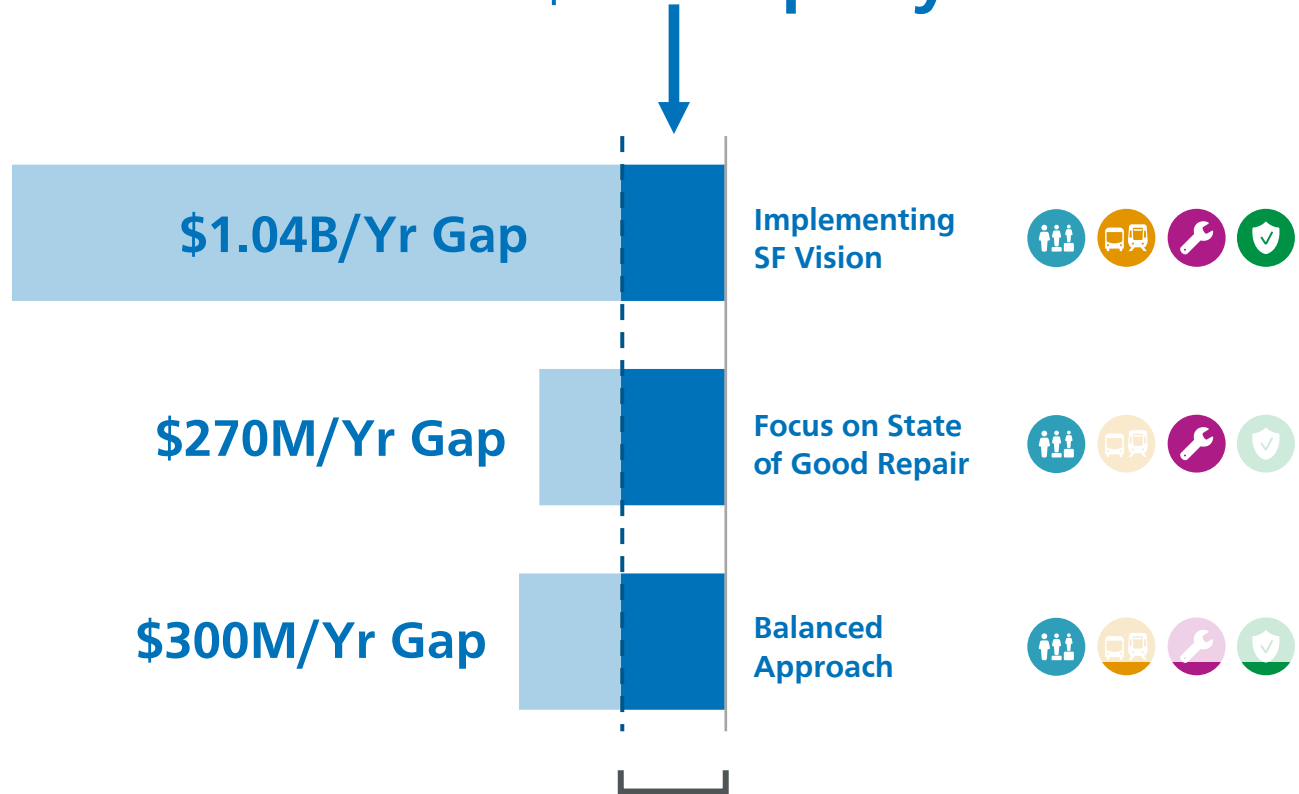 $1.04B/Yr Gap
Implementing
SF Vision
$270M/Yr Gap
Focus on State
of Good Repair
$300M/Yr Gap
Balanced
Approach